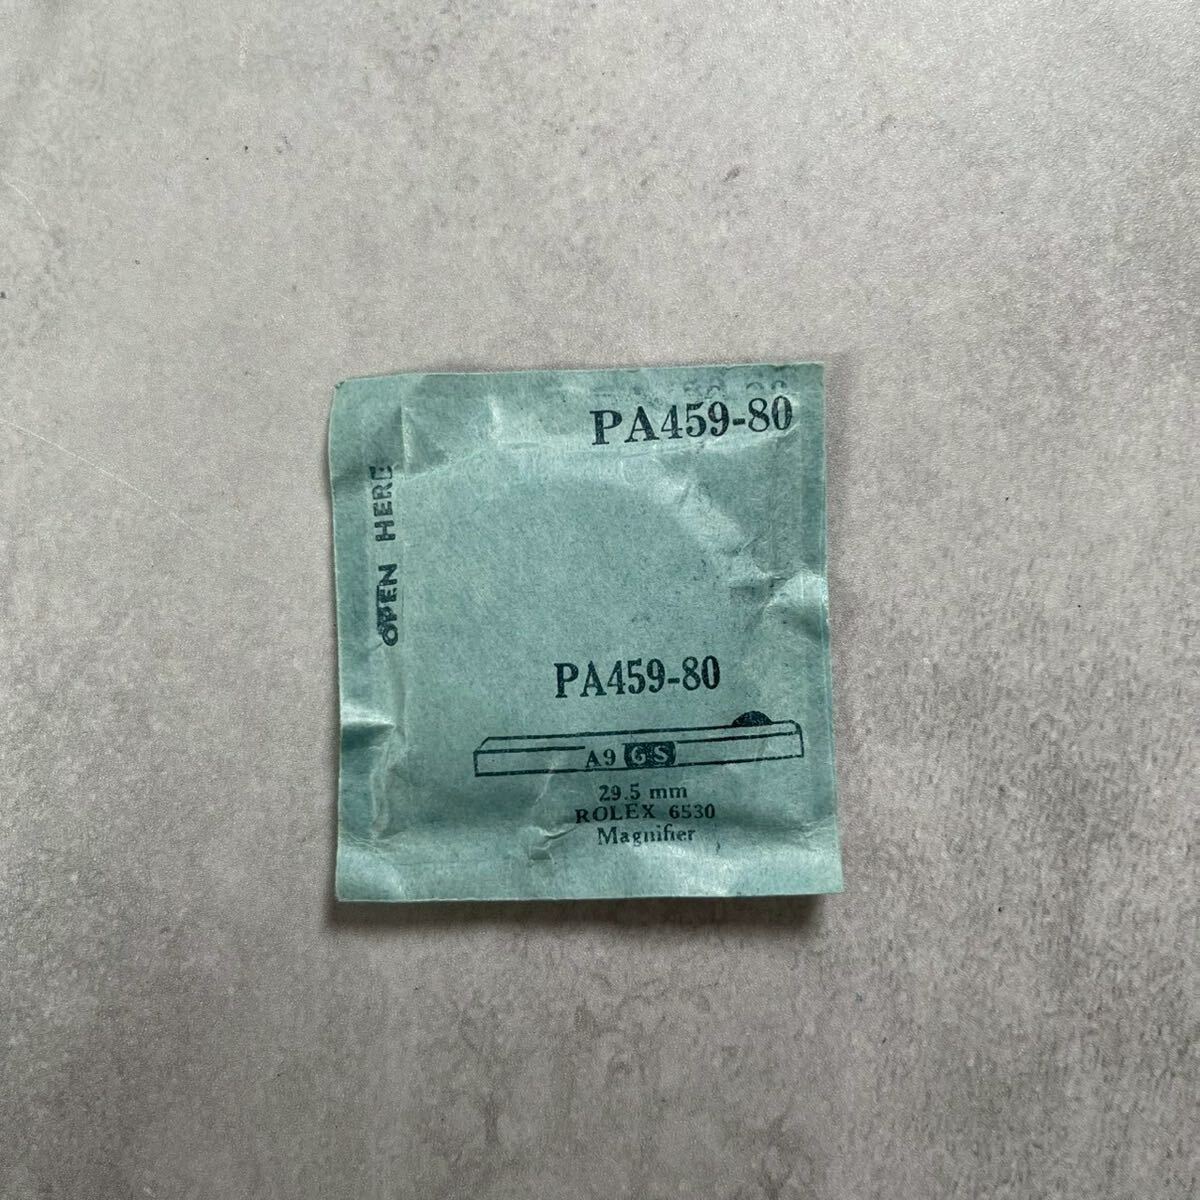 PA459-80
OPEN HERE
PA459-80
A9 GS
29.5 mm
ROLEX 6530
Magnifier